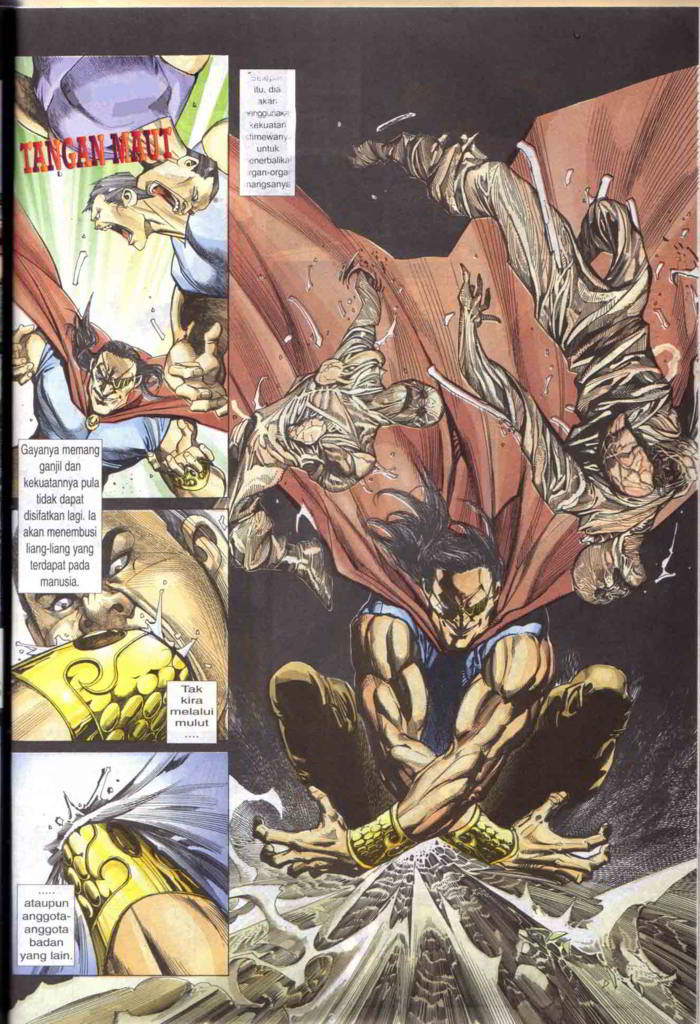 TANGAN MAUT
Gayanya memang
ganjil dan
kekuatannya pula
tidak dapat
disifatkan lagi. Ia
akan menembusi
liang-liang yang
terdapat pada
manusia.
Tak
kira
melalui
mulut
....
.....
ataupun
anggota-
anggota
badan
yang lain.
itu, dia
akan
kekuatan
untuk